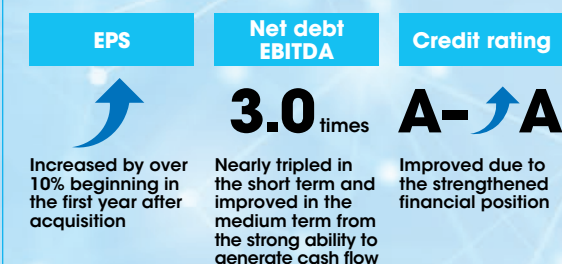 EPS
Increased by over
10% beginning in
the first year after
acquisition
Net debt
EBITDA
3.0 times
Nearly tripled in
the short term and
improved in the
medium term from
the strong ability to
generate cash flow
Credit rating
A– A
Improved due to
the strengthened
financial position